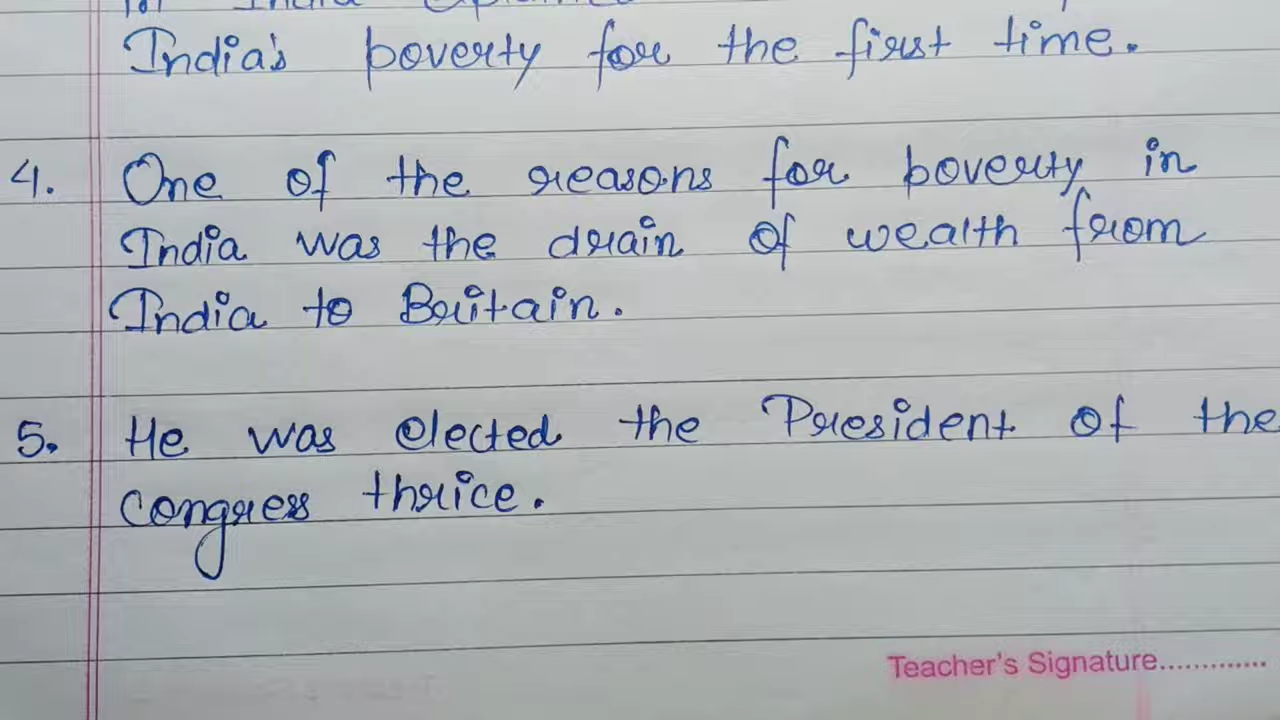 India
India's poverty for the first time.
4. One of the reasons for poverty in
India was the drain of wealth from
India to Britain.
5. He was elected the President of the
Congress thrice.
Teacher's Signature.............